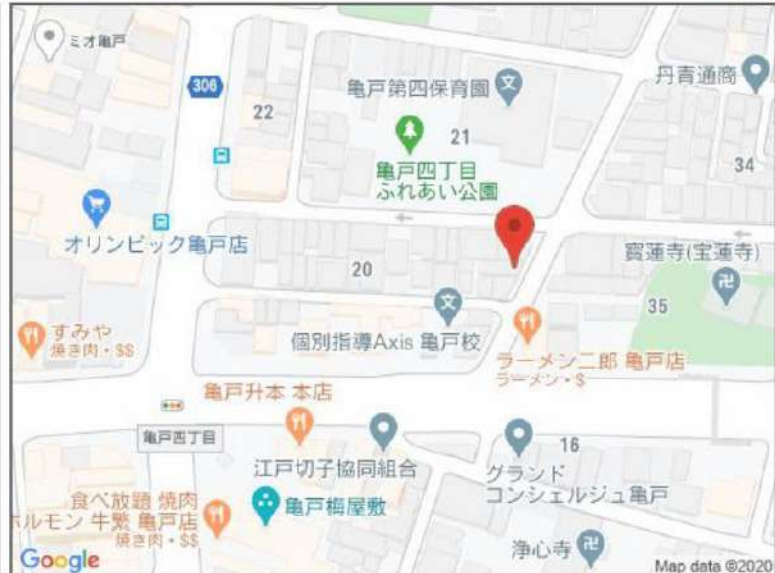 ミオ亀戸
306
22
亀戸第四保育園
丹青通商
21
34
亀戸四丁目
ふれあい公園
オリンピック亀戸店
20
寳蓮寺(宝蓮寺)
35
個別指導Axis 亀戸校
すみや
焼き肉・$$
ラーメン二郎 亀戸店
ラーメン・$
亀戸升本 本店
亀戸四丁目
16
江戸切子協同組合
グランド
コンシェルジュ亀戸
食べ放題 焼肉
ホルモン 牛繁 亀戸店
焼き肉・$$
亀戸梅屋敷
浄心寺
Google
Map data ©2020